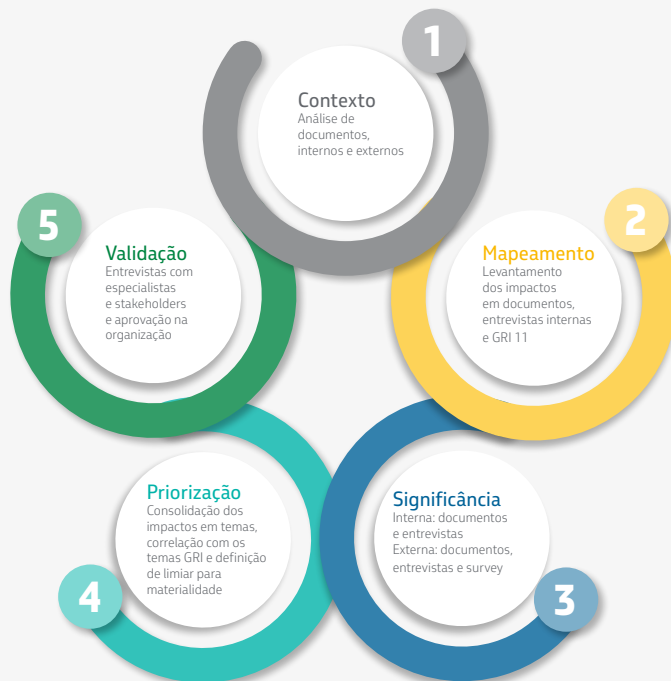 1
Contexto
Análise de
documentos,
internos e externos
2
Mapeamento
Levantamento
dos impactos
em documentos,
entrevistas internas
e GRI 11
3
Significância
Interna: documentos
e entrevistas
Externa: documentos,
entrevistas e survey
4
Priorização
Consolidação dos
impactos em temas,
correlação com os
temas GRI e definição
de limiar para
materialidade
5
Validação
Entrevistas com
especialistas
e stakeholders
e aprovação na
organização